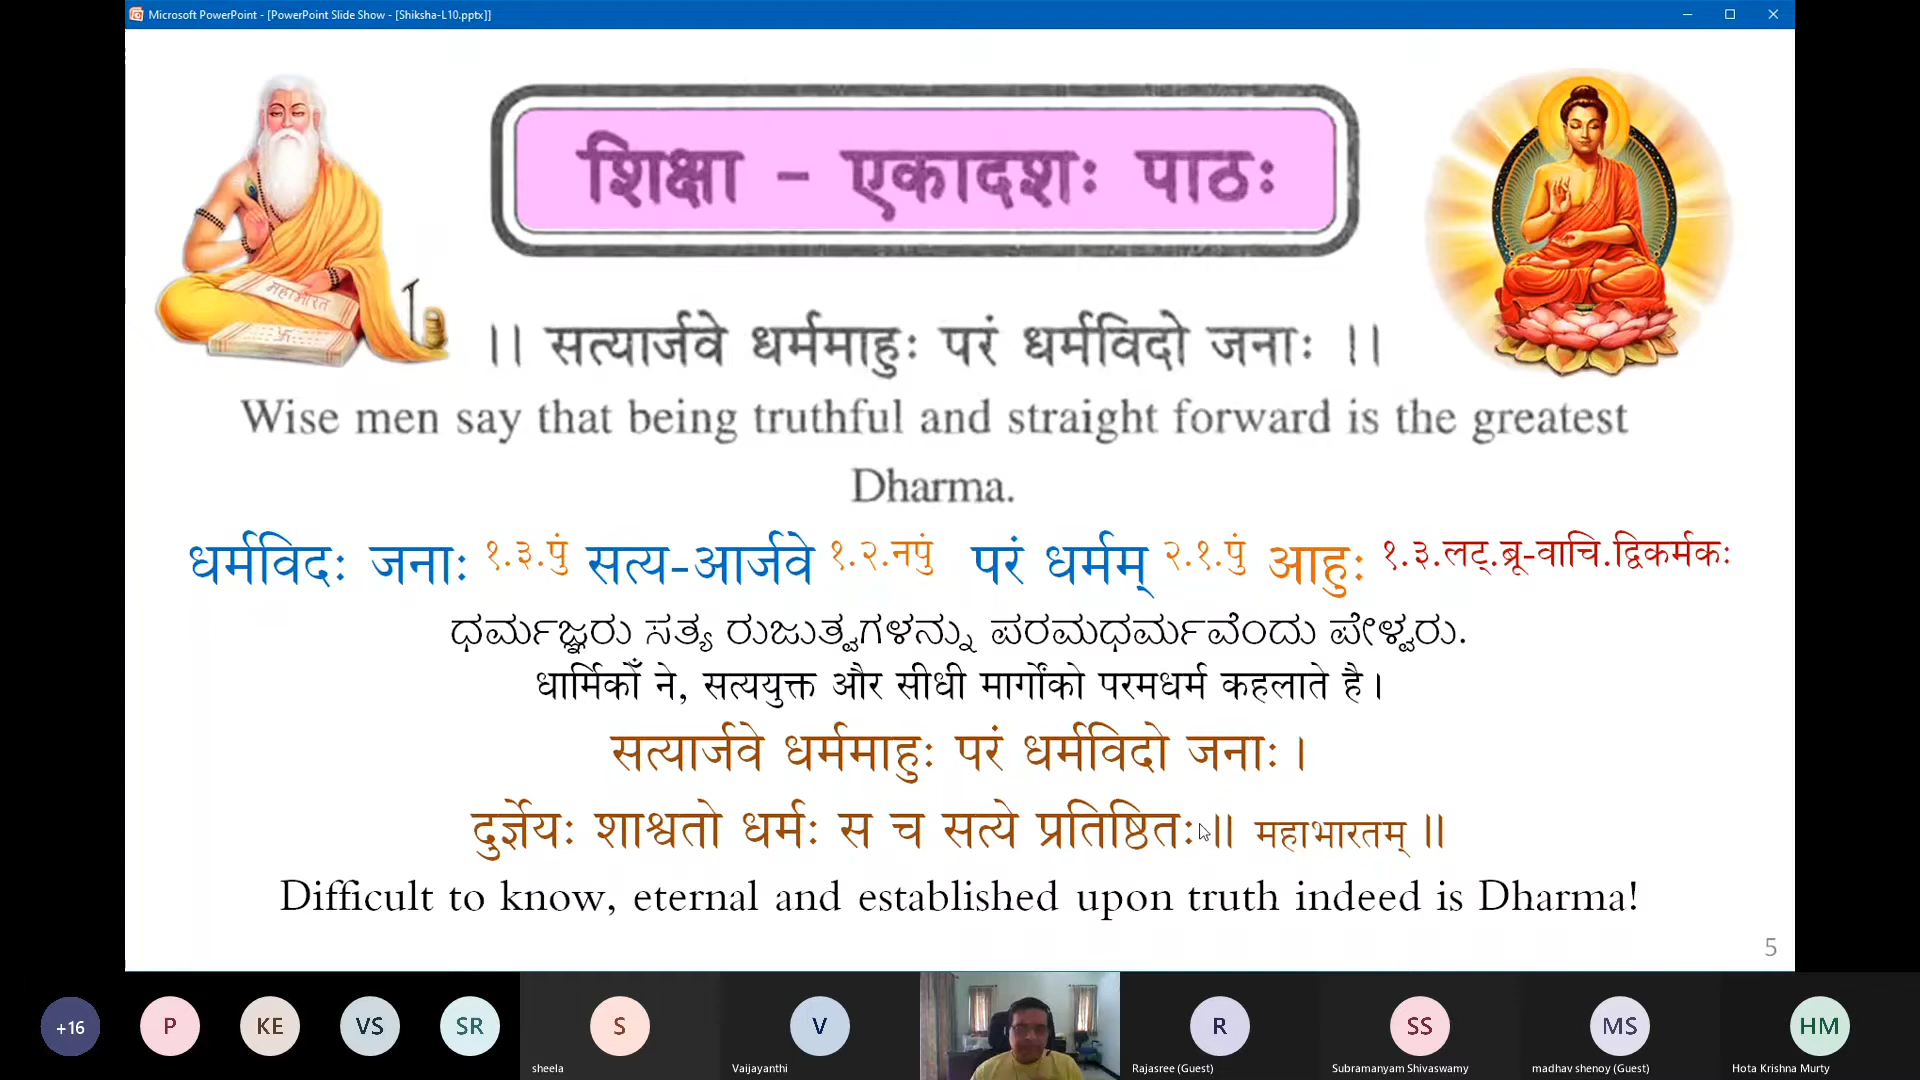 Microsoft PowerPoint - [PowerPoint Slide Show - [Shiksha-L10.pptx]]
शिक्षा - एकादशः पाठः
महाभारत
।। सत्यार्जवे धर्ममाहुः परं धर्मविदो जनाः ।।
Wise men say that being truthful and straight forward is the greatest
Dharma.
धर्मविदः जनाः १.३.पुं सत्य-आर्जवे १.२.नपुं परं धर्मम् २.१.पुं आहुः १.३.लट्.ब्रू-वाचि.द्विकर्मकः
ಧರ್ಮಜ್ಞರು ಸತ್ಯ ರುಜುತ್ವಗಳನ್ನು ಪರಮಧರ್ಮವೆಂದು ಪೇಳ್ವರು.
धार्मिकोँ ने, सत्ययुक्त और सीधी मार्गोंको परमधर्म कहलाते है।
सत्यार्जवे धर्ममाहुः परं धर्मविदो जनाः ।
दुर्ज्ञेयः शाश्वतो धर्मः स च सत्ये प्रतिष्ठितः॥ महाभारतम् ॥
Difficult to know, eternal and established upon truth indeed is Dharma!
5
+16 P KE VS SR S V R SS MS HM
sheela Vaijayanthi Rajasree (Guest) Subramanyam Shivaswamy madhav shenoy (Guest) Hota Krishna Murty